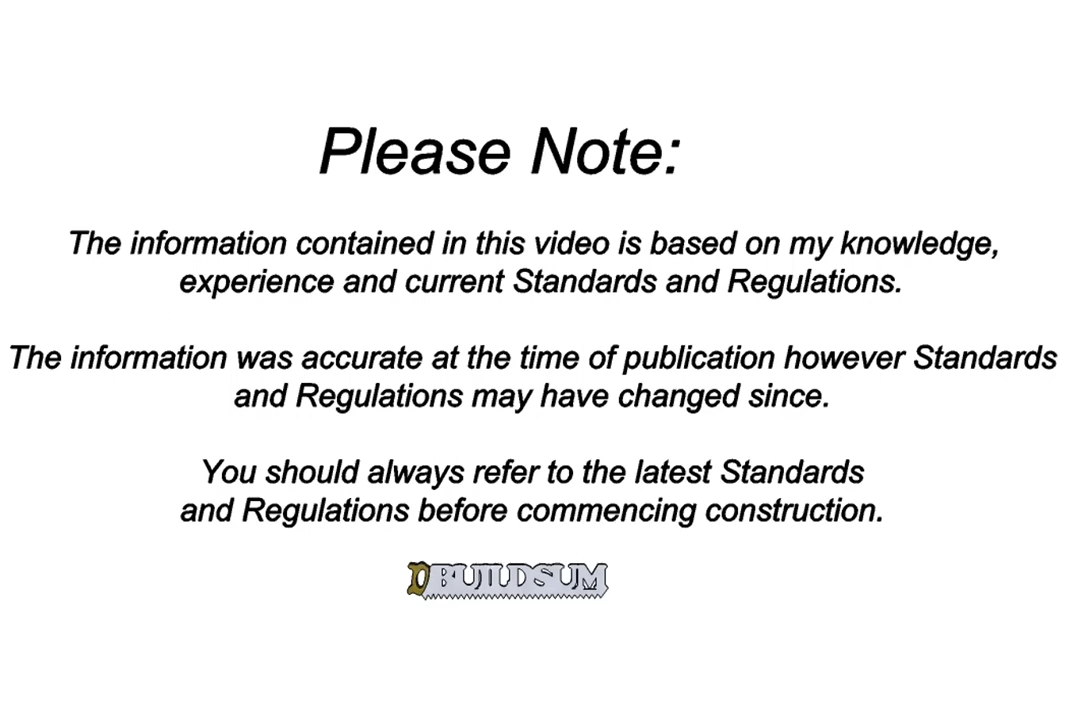 Please Note:
The information contained in this video is based on my knowledge,
experience and current Standards and Regulations.
The information was accurate at the time of publication however Standards
and Regulations may have changed since.
You should always refer to the latest Standards
and Regulations before commencing construction.
BUILDSUM